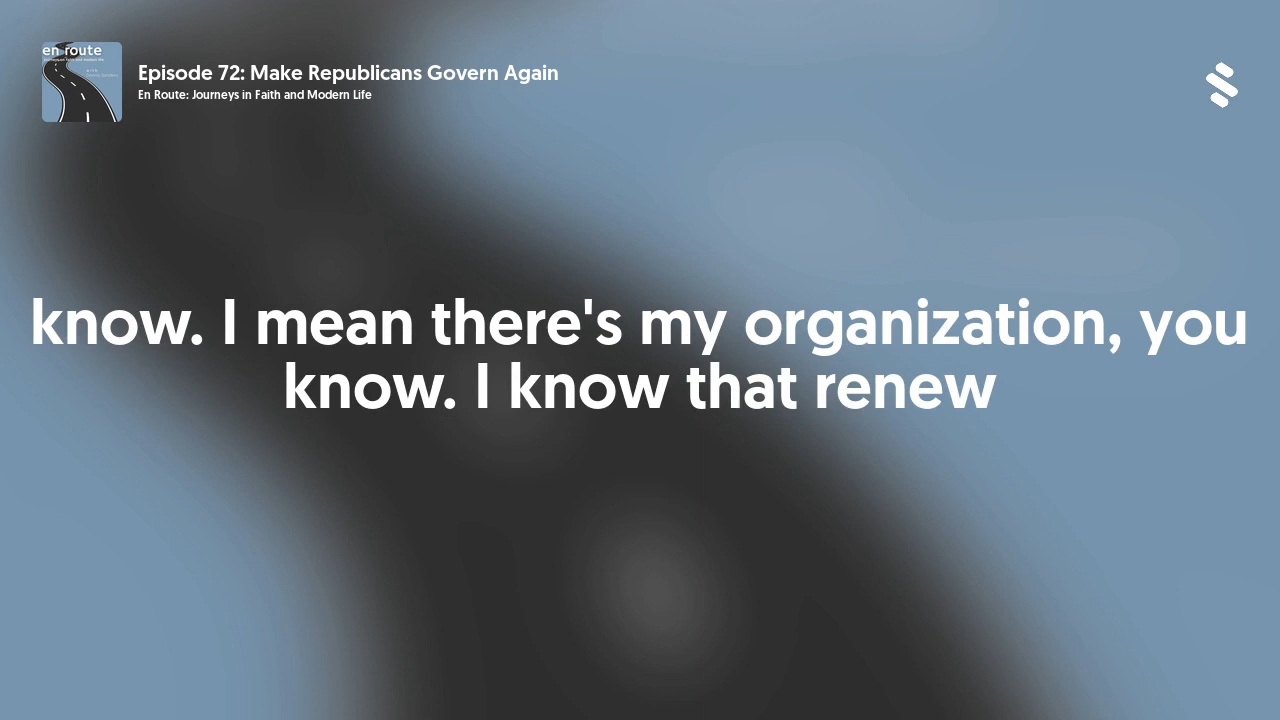 en route
Episode 72: Make Republicans Govern Again
En Route: Journeys in Faith and Modern Life
know. I mean there's my organization, you
know. I know that renew